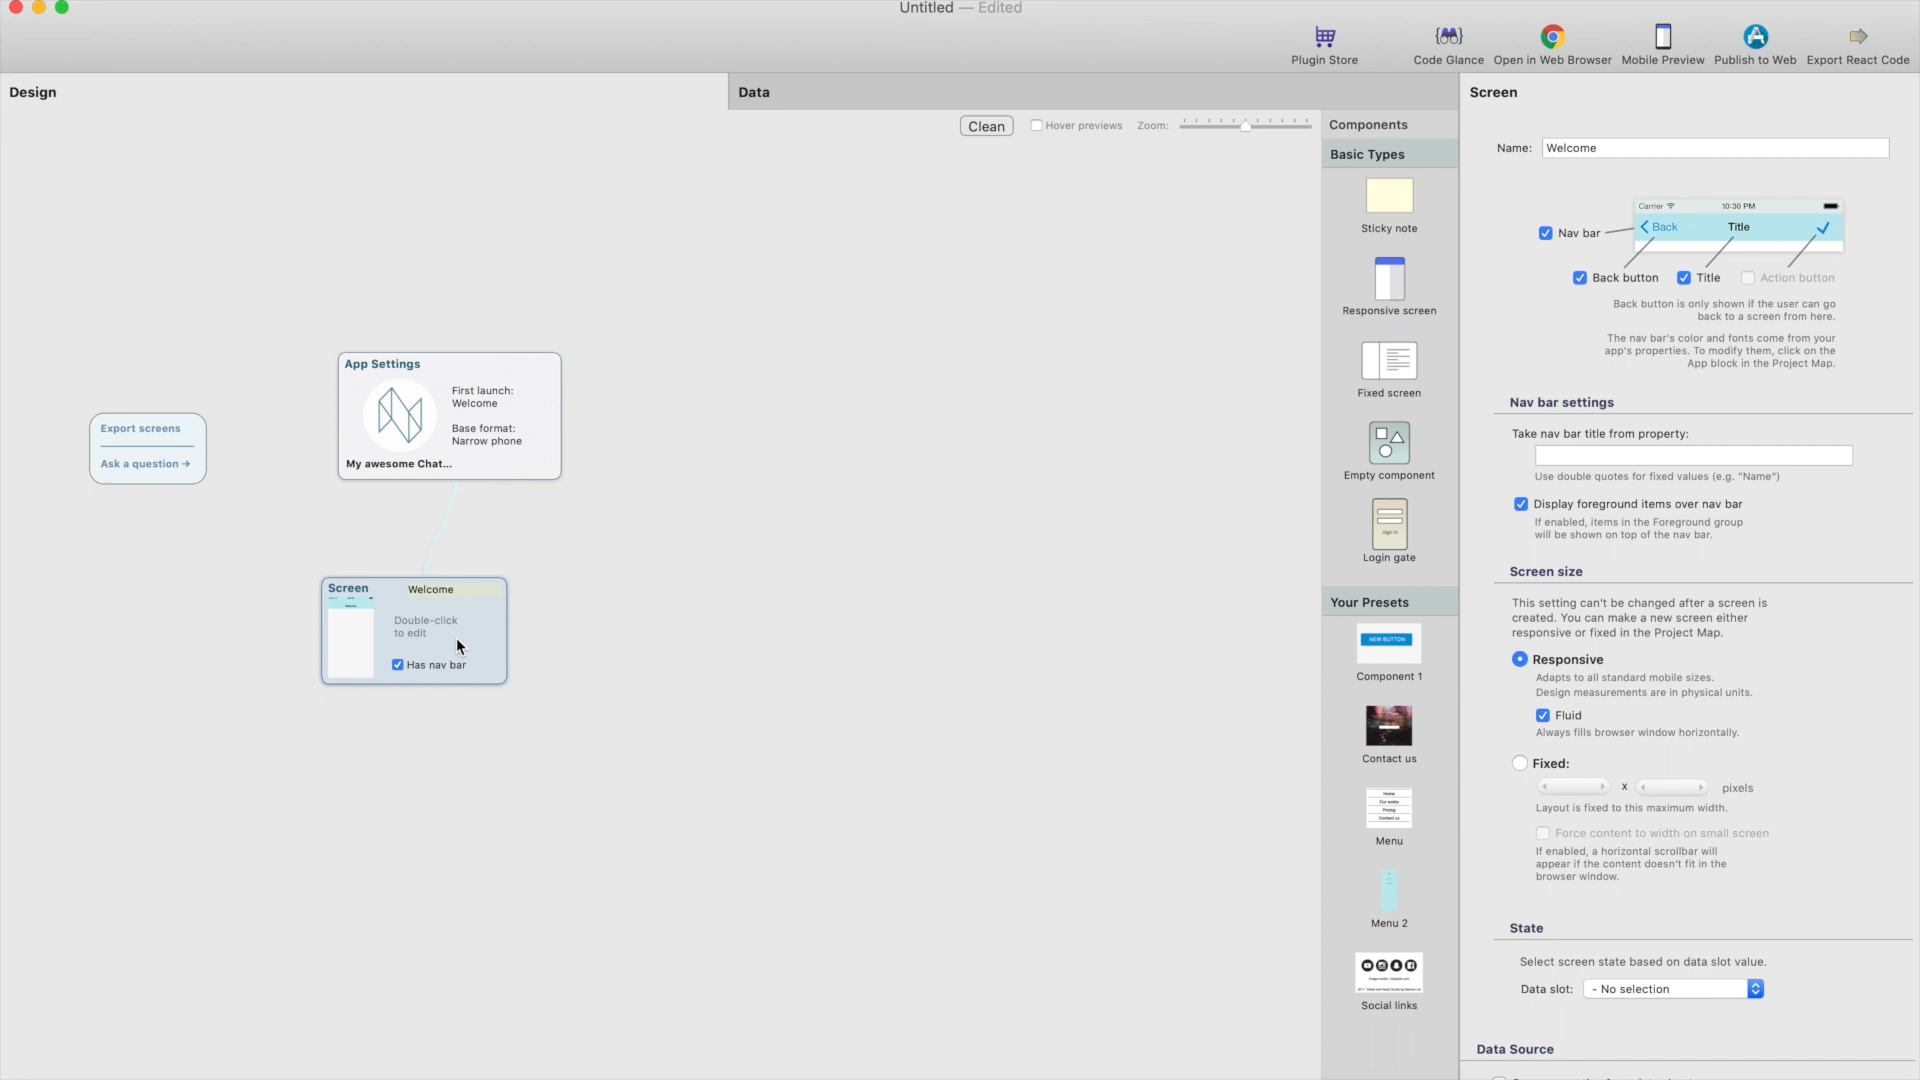 Untitled — Edited
Plugin Store
Code Glance
Open in Web Browser
Mobile Preview
Publish to Web
Export React Code
Design
Data
Screen
Clean
Hover previews
Zoom:
Components
Basic Types
Sticky note
Responsive screen
Fixed screen
Empty component
sign in
Login gate
Your Presets
NEW BUTTON
Component 1
Contact us
Home
Our works
Pricing
Contact us
Menu
Menu 2
Social links
Export screens
Ask a question →
App Settings
First launch:
Welcome
Base format:
Narrow phone
My awesome Chat...
Screen
Welcome
Double-click
to edit
Has nav bar
Name:
Welcome
Carrier
10:30 PM
Back
Title
Nav bar
Back button
Title
Action button
Back button is only shown if the user can go
back to a screen from here.
The nav bar's color and fonts come from your
app's properties. To modify them, click on the
App block in the Project Map.
Nav bar settings
Take nav bar title from property:
Use double quotes for fixed values (e.g. "Name")
Display foreground items over nav bar
If enabled, items in the Foreground group
will be shown on top of the nav bar.
Screen size
This setting can't be changed after a screen is
created. You can make a new screen either
responsive or fixed in the Project Map.
Responsive
Adapts to all standard mobile sizes.
Design measurements are in physical units.
Fluid
Always fills browser window horizontally.
Fixed:
x
pixels
Layout is fixed to this maximum width.
Force content to width on small screen
If enabled, a horizontal scrollbar will
appear if the content doesn't fit in the
browser window.
State
Select screen state based on data slot value.
Data slot:
- No selection
Data Source